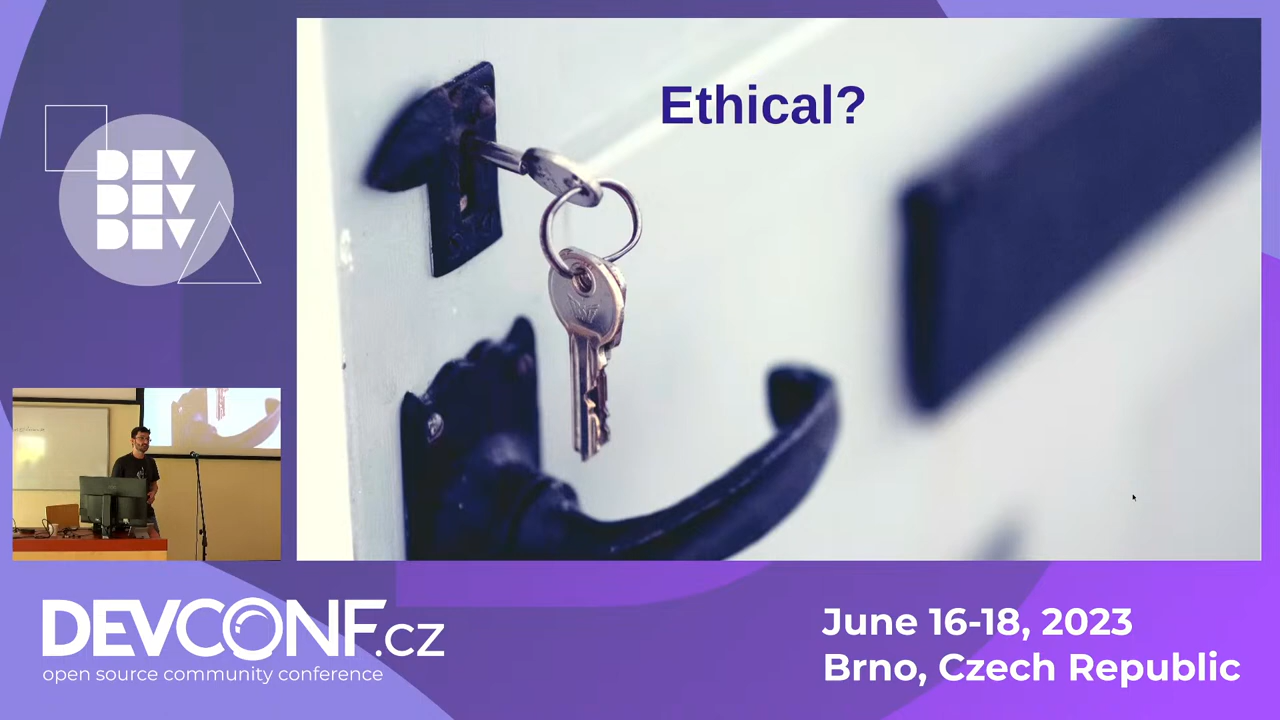 Ethical?
DEV
DEV
DEV
DEVCONF.cz
open source community conference
June 16-18, 2023
Brno, Czech Republic